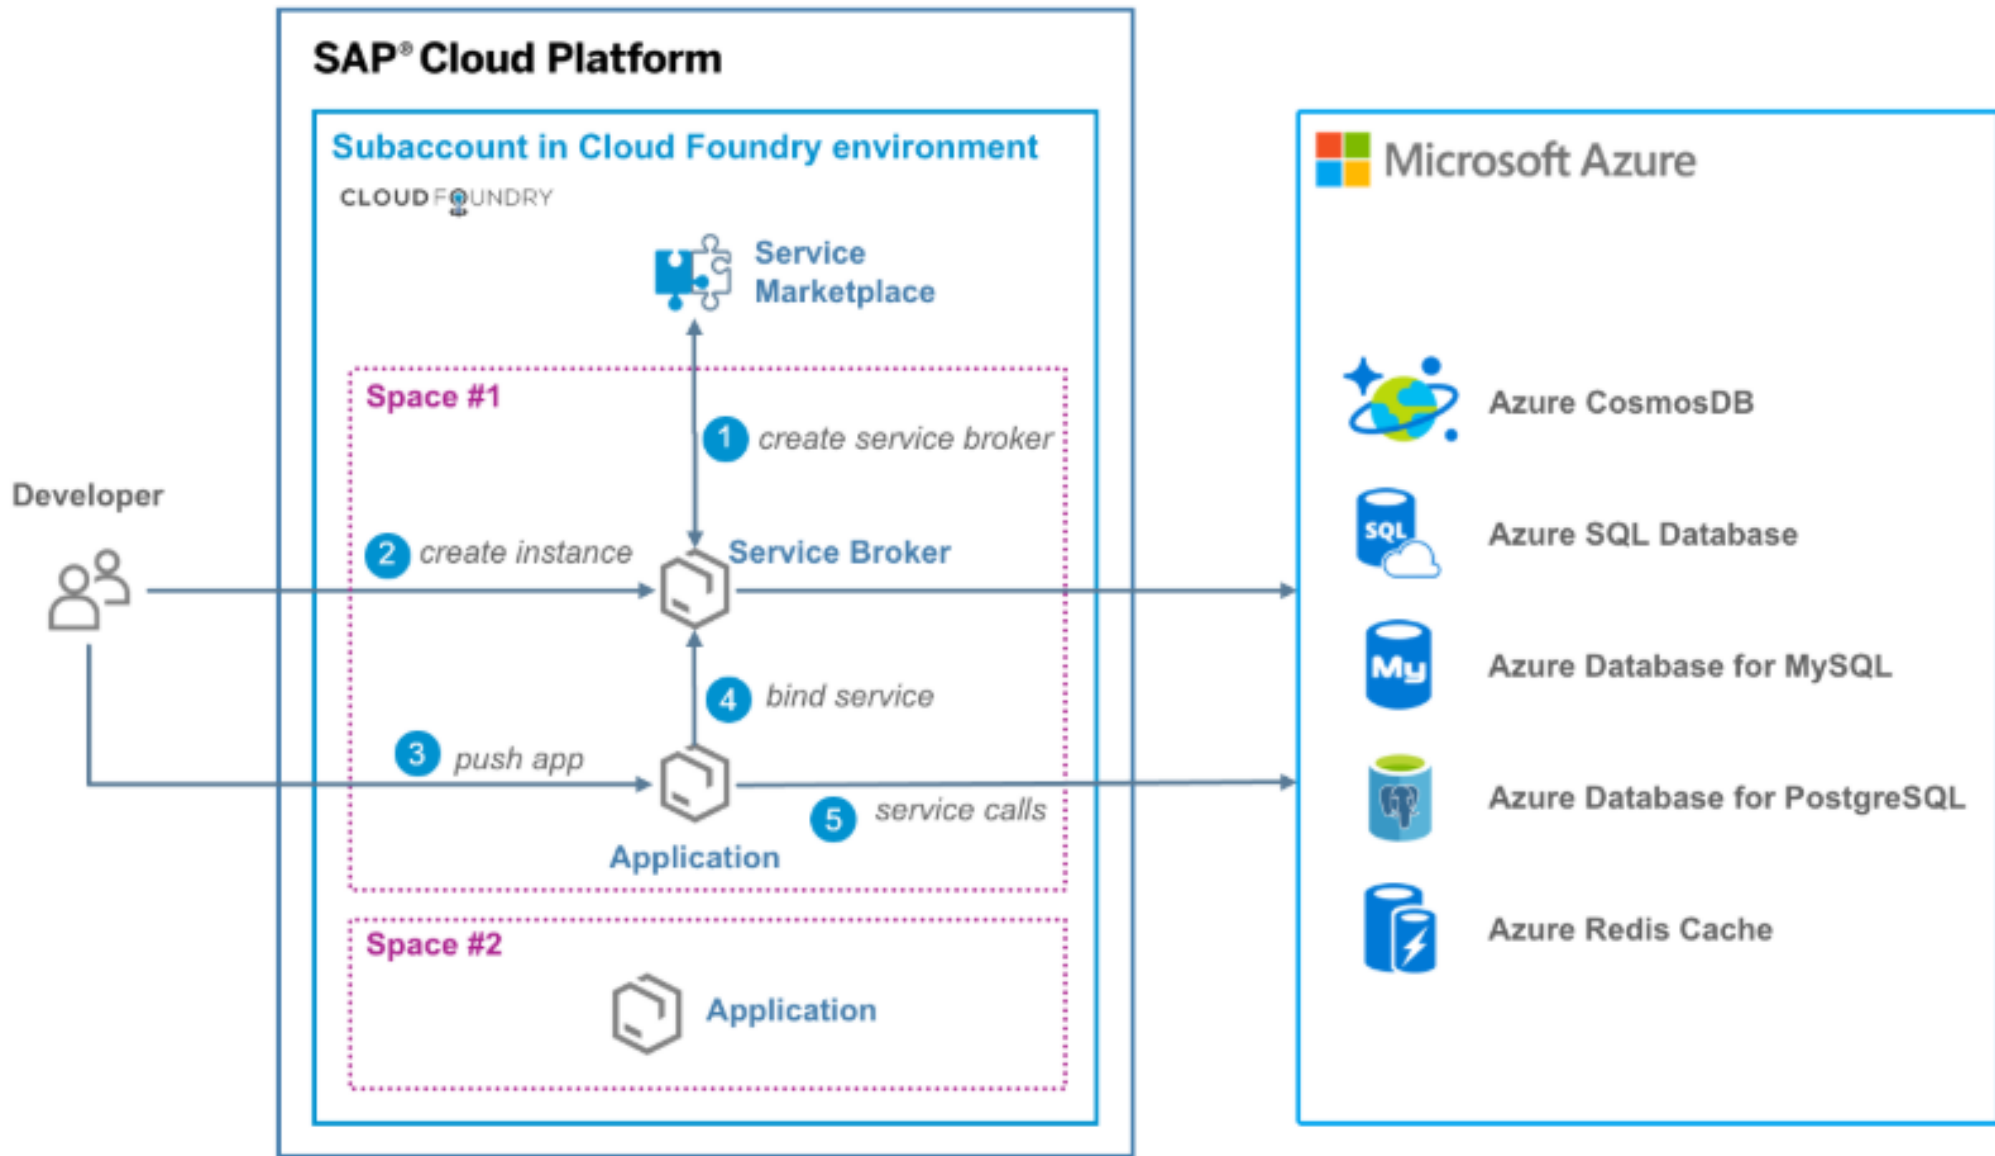 SAP® Cloud Platform
Subaccount in Cloud Foundry environment
CLOUD FOUNDRY
Service
Marketplace
Space #1
1 create service broker
Developer
2 create instance
Service Broker
4 bind service
3 push app
5 service calls
Application
Space #2
Application
Microsoft Azure
Azure CosmosDB
SQL
Azure SQL Database
My
Azure Database for MySQL
Azure Database for PostgreSQL
Azure Redis Cache